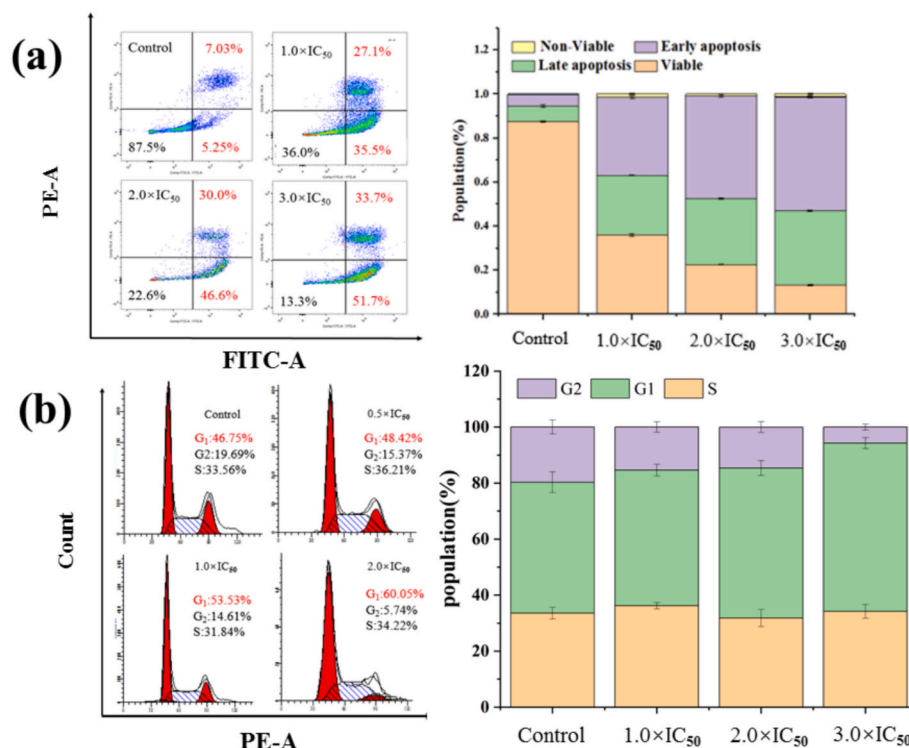 (a)
PE-A
Control
7.03%
87.5%
5.25%
1.0×IC50
27.1%
36.0%
35.5%
2.0×IC50
30.0%
22.6%
46.6%
3.0×IC50
33.7%
13.3%
51.7%
FITC-A
Non-Viable
Early apoptosis
Late apoptosis
Viable
Population(%)
1.2
1.0
0.8
0.6
0.4
0.2
0.0
Control
1.0×IC50
2.0×IC50
3.0×IC50
(b)
Count
Control
G1:46.75%
G2:19.69%
S:33.56%
0.5×IC50
G1:48.42%
G2:15.37%
S:36.21%
1.0×IC50
G1:53.53%
G2:14.61%
S:31.84%
2.0×IC50
G1:60.05%
G2:5.74%
S:34.22%
PE-A
G2
G1
S
population(%)
120
100
80
60
40
20
0
Control
1.0×IC50
2.0×IC50
3.0×IC50